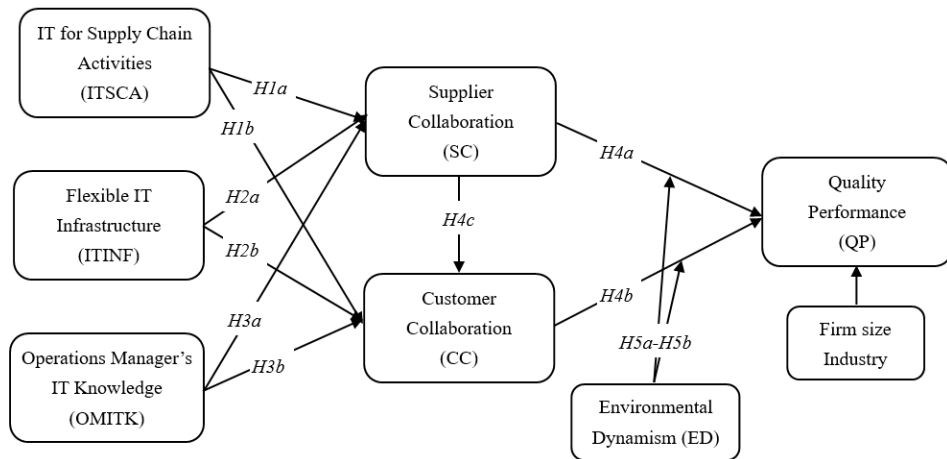 IT for Supply Chain
Activities
(ITSCA)
H1a
H1b
Supplier
Collaboration
(SC)
H4a
Flexible IT
Infrastructure
(ITINF)
H2a
H2b
H4c
Quality
Performance
(QP)
Customer
Collaboration
(CC)
H4b
H3a
H3b
Operations Manager’s
IT Knowledge
(OMITK)
H5a-H5b
Firm size
Industry
Environmental
Dynamism (ED)